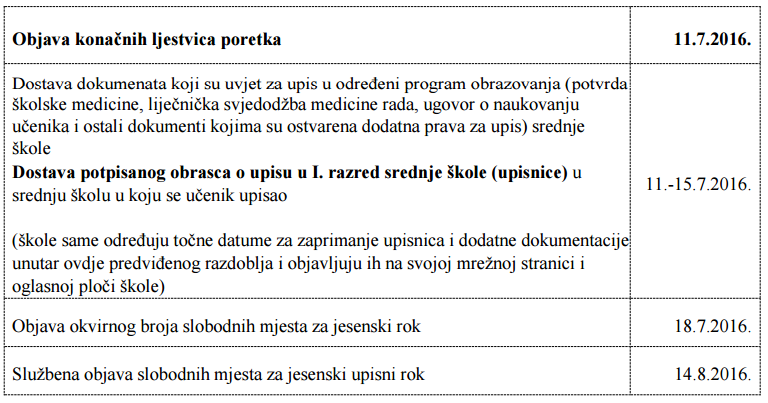 Objava konačnih ljestvica poretka
11.7.2016.
Dostava dokumenata koji su uvjet za upis u određeni program obrazovanja (potvrda
školske medicine, liječnička svjedodžba medicine rada, ugovor o naukovanju
učenika i ostali dokumenti kojima su ostvarena dodatna prava za upis) srednje
škole
Dostava potpisanog obrasca o upisu u I. razred srednje škole (upisnice) u
srednju školu u koju se učenik upisao
(škole same određuju točne datume za zaprimanje upisnica i dodatne dokumentacije
unutar ovdje predviđenog razdoblja i objavljuju ih na svojoj mrežnoj stranici i
oglasnoj ploči škole)
11.-15.7.2016.
Objava okvirnog broja slobodnih mjesta za jesenski rok
18.7.2016.
Službena objava slobodnih mjesta za jesenski upisni rok
14.8.2016.